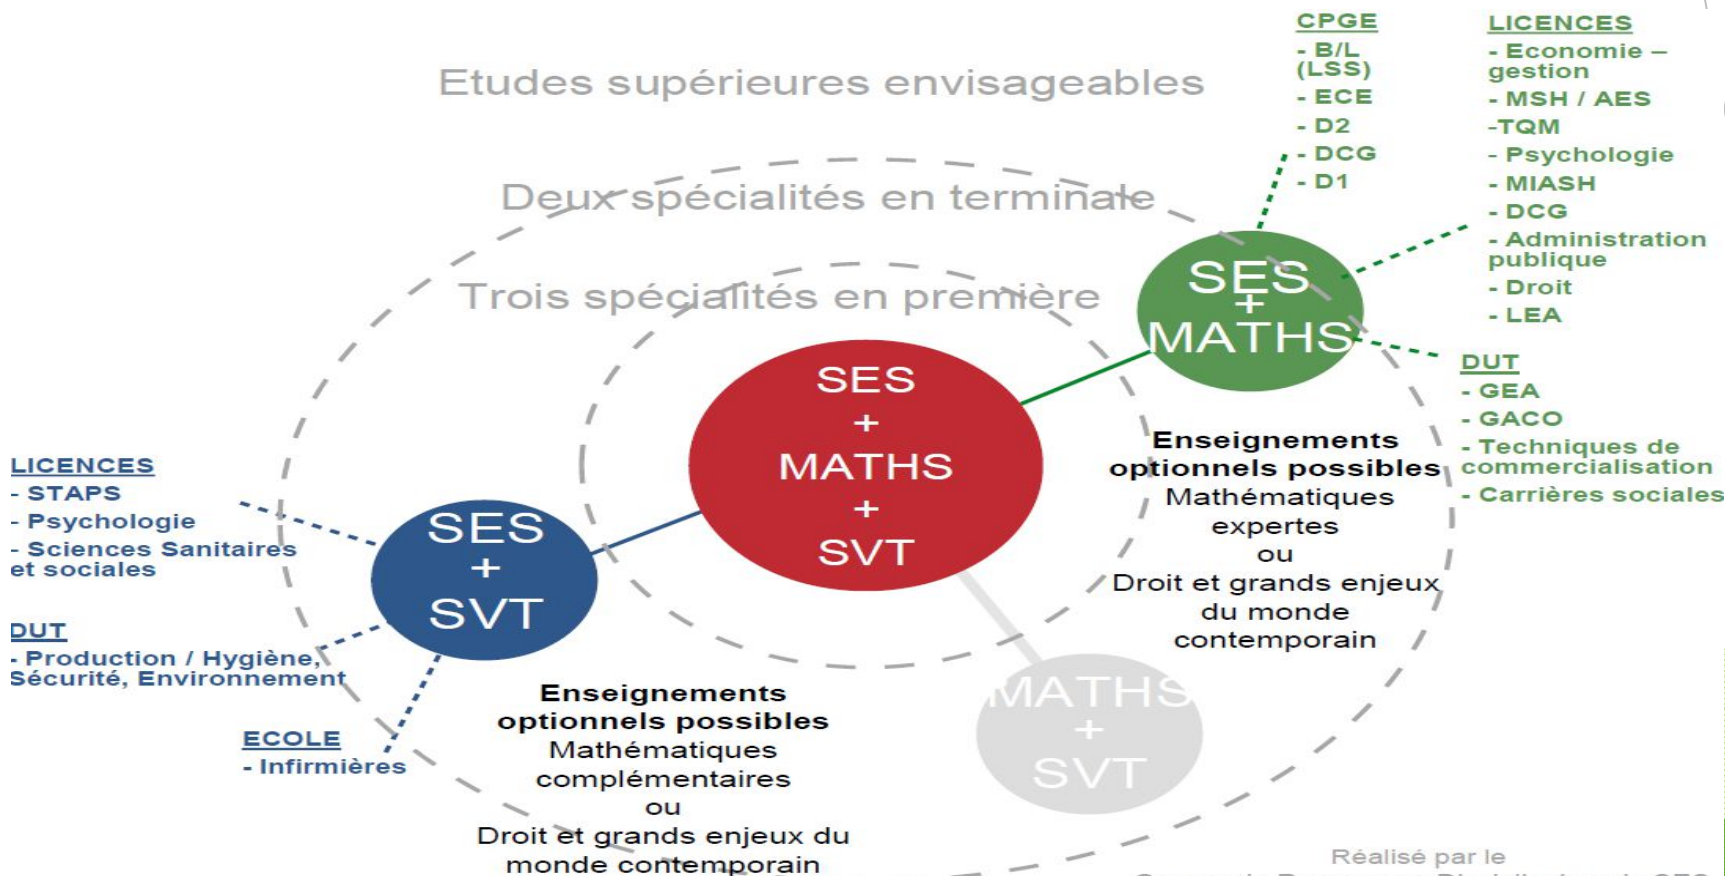 Etudes supérieures envisageables
Deux spécialités en terminale
Trois spécialités en première
CPGE
- B/L
(LSS)
- ECE
- D2
- DCG
- D1
LICENCES
- Economie –
gestion
- MSH / AES
-TQM
- Psychologie
- MIASH
- DCG
- Administration
publique
- Droit
- LEA
DUT
- GEA
- GACO
- Techniques de
commercialisation
- Carrières sociales
SES
+
MATHS
SES
+
MATHS
+
SVT
Enseignements
optionnels possibles
Mathématiques
expertes
ou
Droit et grands enjeux
du monde
contemporain
LICENCES
- STAPS
- Psychologie
- Sciences Sanitaires
et sociales
DUT
- Production / Hygiène,
Sécurité, Environnement
ECOLE
- Infirmières
SES
+
SVT
Enseignements
optionnels possibles
Mathématiques
complémentaires
ou
Droit et grands enjeux du
monde contemporain
MATHS
+
SVT
Réalisé par le